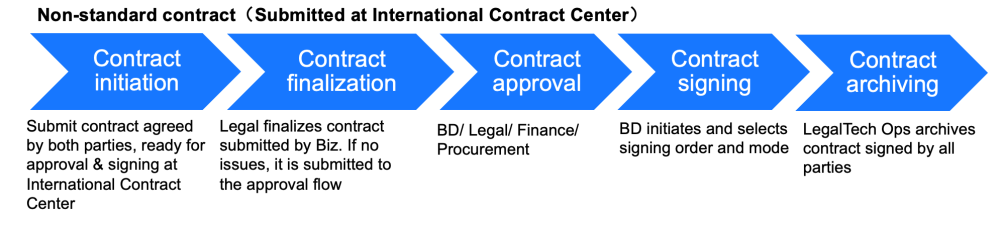 Non-standard contract（Submitted at International Contract Center）
Contract
initiation
Contract
finalization
Contract
approval
Contract
signing
Contract
archiving
Submit contract agreed
by both parties, ready for
approval & signing at
International Contract
Center
Legal finalizes contract
submitted by Biz. If no
issues, it is submitted to
the approval flow
BD/ Legal/ Finance/
Procurement
BD initiates and selects
signing order and mode
LegalTech Ops archives
contract signed by all
parties